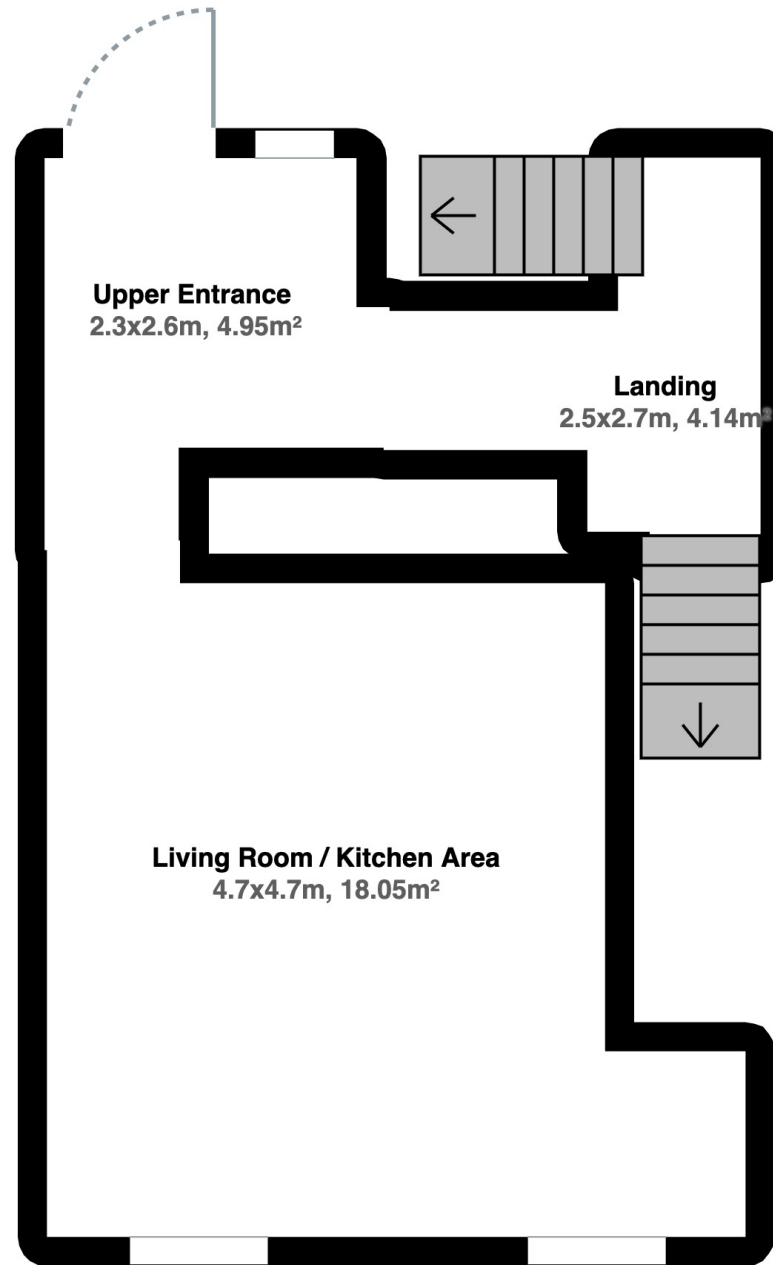 Upper Entrance
2.3x2.6m, 4.95m²
Landing
2.5x2.7m, 4.14m²
Living Room / Kitchen Area
4.7x4.7m, 18.05m²